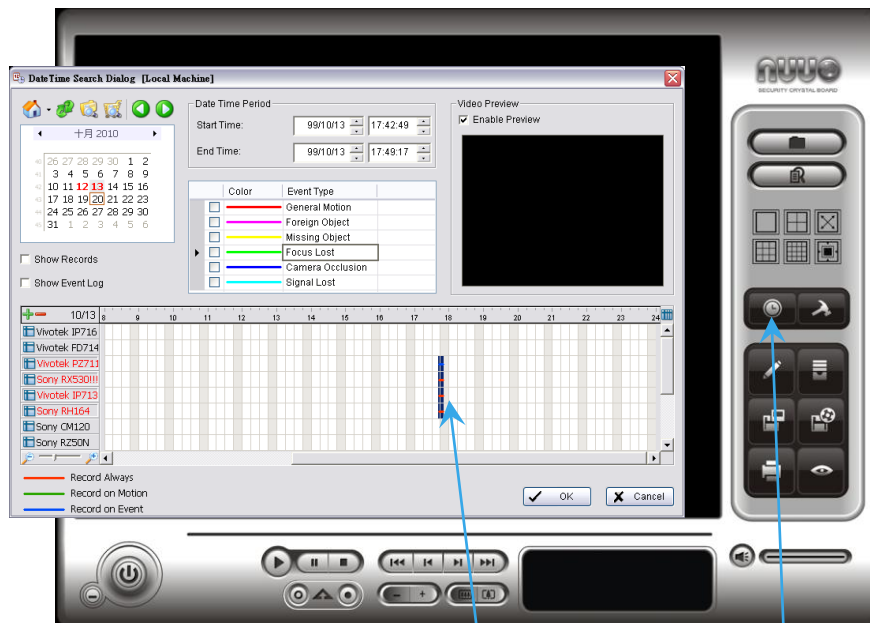 nuuo
SECURITY CRYSTAL BOARD
DateTime Search Dialog [Local Machine]
十月 2010
40 26 27 28 29 30 1 2
41 3 4 5 6 7 8 9
42 10 11 12 13 14 15 16
43 17 18 19 20 21 22 23
44 24 25 26 27 28 29 30
45 31 1 2 3 4 5 6
Show Records
Show Event Log
Date Time Period
Start Time: 99/10/13 17:42:49
End Time: 99/10/13 17:49:17
Color Event Type
General Motion
Foreign Object
Missing Object
Focus Lost
Camera Occlusion
Signal Lost
Video Preview
Enable Preview
10/13 8 9 10 11 12 13 14 15 16 17 18 19 20 21 22 23 24
Vivotek IP716
Vivotek FD714
Vivotek PZ711
Sony RX530!!!
Vivotek IP713
Sony RH164
Sony CM120
Sony RZ50N
Record Always
Record on Motion
Record on Event
OK
Cancel